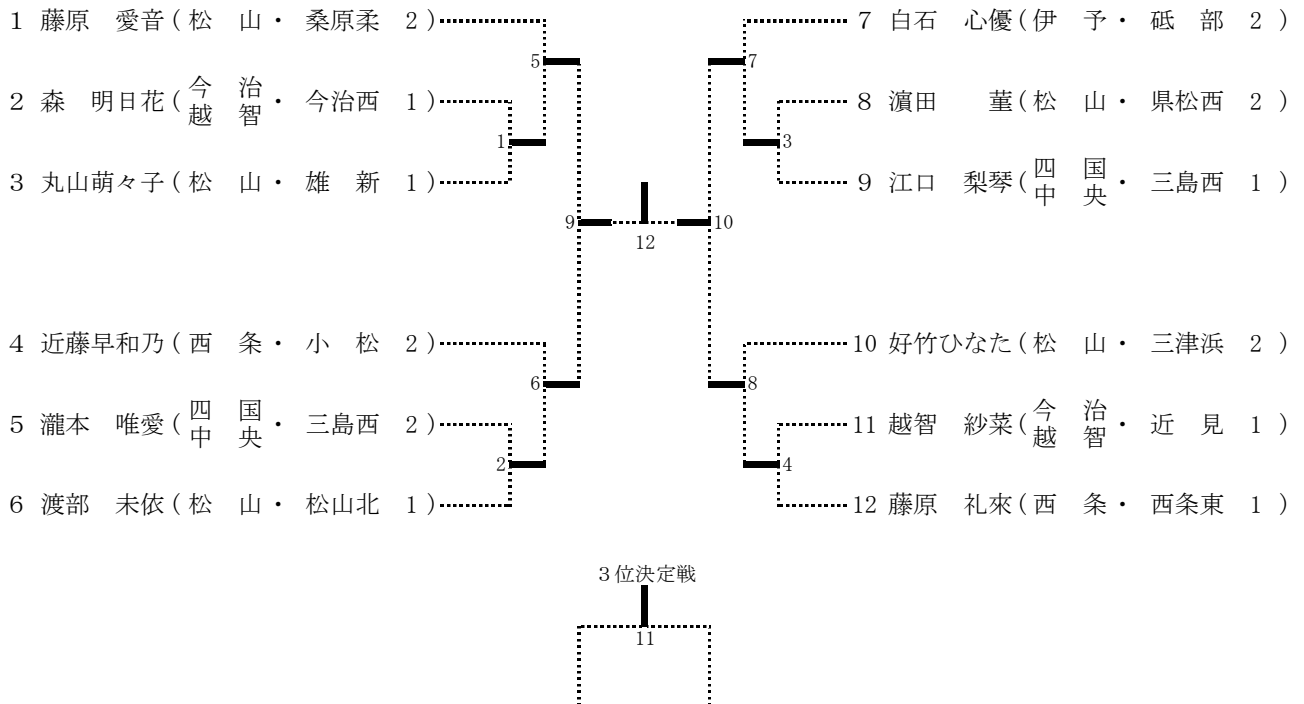 1 藤原 愛音(松 山・ 桑原柔 2)
2 森 明日花(今 治 越 智・ 今治西 1)
3 丸山萌々子(松 山・ 雄 新 1)
4 近藤早和乃(西 条・ 小 松 2)
5 瀧本 唯愛(四 国 中 央・ 三島西 2)
6 渡部 未依(松 山・ 松山北 1)
5
1
9
6
2
12
7
3
10
8
4
7 白石 心優(伊 予・ 砥 部 2)
8 濵田 菫(松 山・ 県松西 2)
9 江口 梨琴(四 国 中 央・ 三島西 1)
10 好竹ひなた(松 山・ 三津浜 2)
11 越智 紗菜(今 治 越 智・ 近 見 1)
12 藤原 礼來(西 条・ 西条東 1)
3位決定戦
11